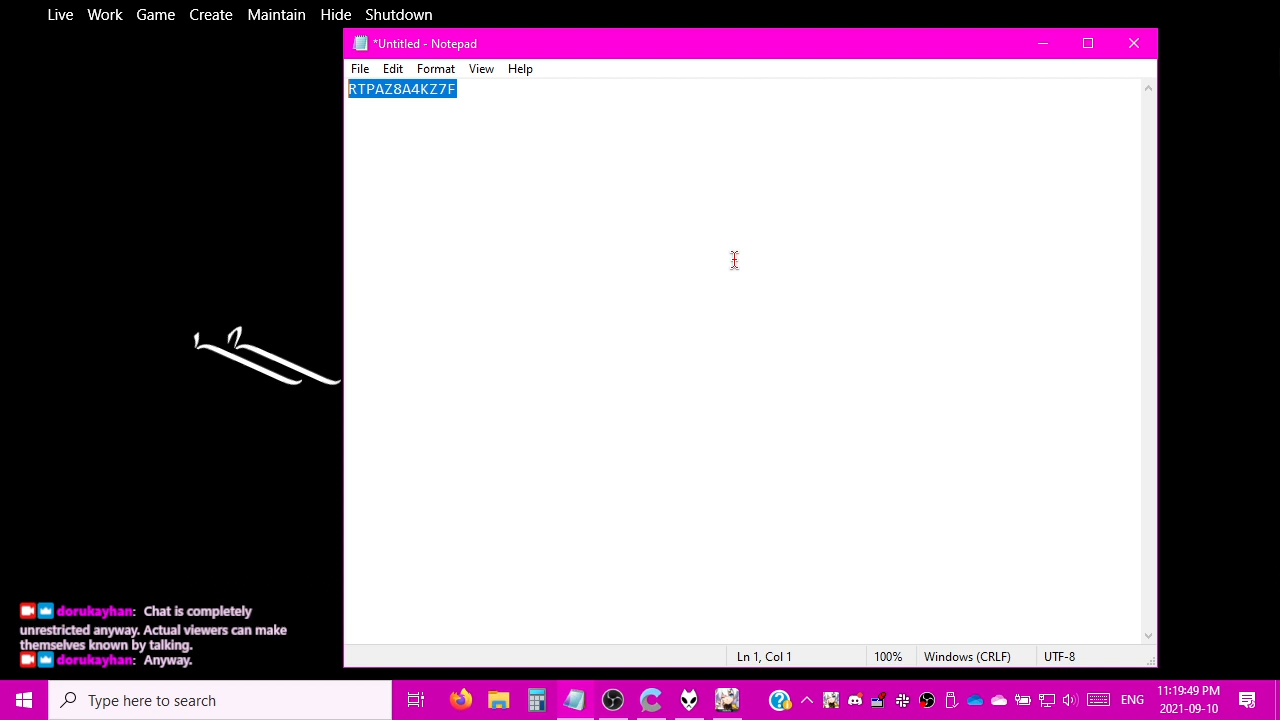 Live Work Game Create Maintain Hide Shutdown
*Untitled - Notepad
File Edit Format View Help
RTPAZ8A4KZ7F
dorukayhan: Chat is completely
unrestricted anyway. Actual viewers can make
themselves known by talking.
dorukayhan: Anyway.
Ln 1, Col 1 100% Windows (CRLF) UTF-8
Type here to search
ENG
11:19:49 PM
2021-09-10